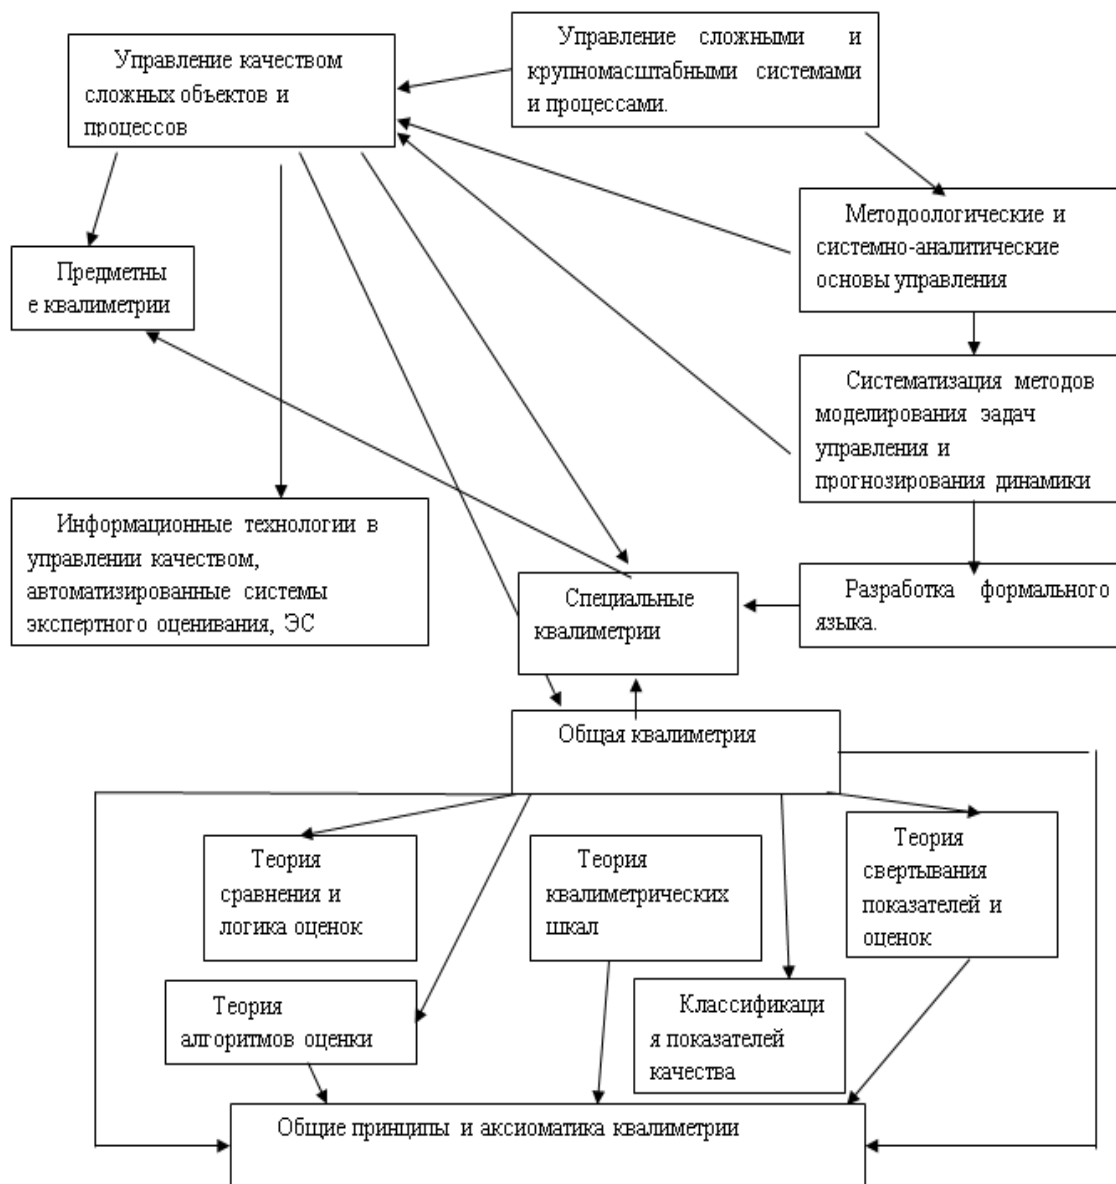 Управление качеством
сложных объектов и
процессов
Управление сложными и
крупномасштабными системами
и процессами.
Методоологические и
системно-аналитические
основы управления
Предметны
е квалиметрии
Систематизация методов
моделирования задач
управления и
прогнозирования динамики
Информационные технологии в
управлении качеством,
автоматизированные системы
экспертного оценивания, ЭС
Специальные
квалиметрии
Разработка формального
языка.
Общая квалиметрия
Теория
сравнения и
логика оценок
Теория
квалиметрических
шкал
Теория
свертывания
показателей и
оценок
Теория
алгоритмов оценки
Классификаци
я показателей
качества
Общие принципы и аксиоматика квалиметрии